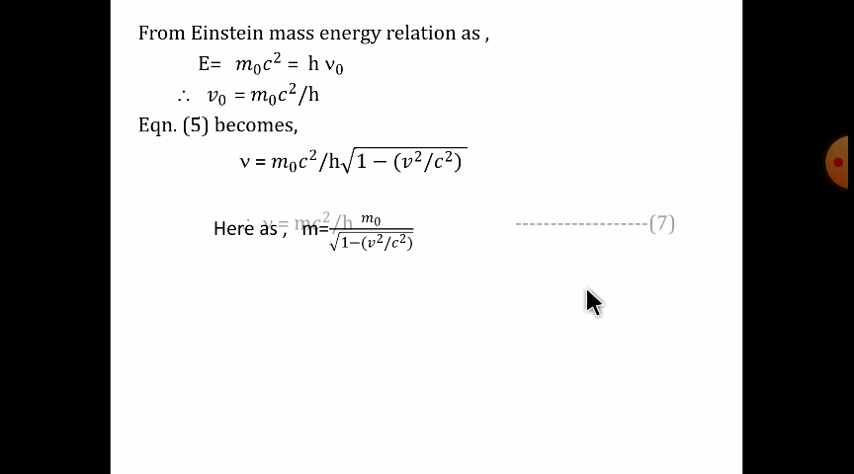 From Einstein mass energy relation as ,
E= m₀c² = h ν₀
∴ ν₀ = m₀c²/h
Eqn. (5) becomes,
ν = m₀c²/h√(1 − (v²/c²))
∴ ν = mc²/h ------------------(7)
Here as , m= m₀/√(1−(v²/c²))